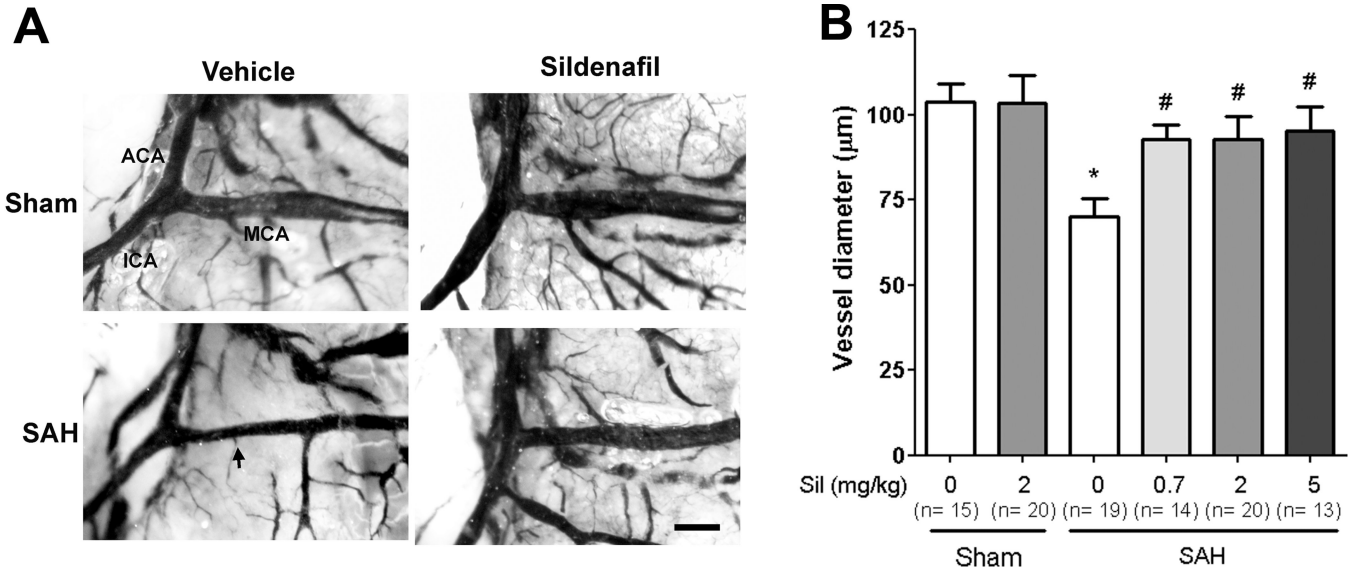 A
Vehicle
Sildenafil
Sham
ACA
MCA
ICA
SAH
B
Vessel diameter (μm)
125
100
75
50
25
0
*
#
#
#
Sil (mg/kg) 0 2 0 0.7 2 5
(n= 15) (n= 20) (n= 19) (n= 14) (n= 20) (n= 13)
Sham SAH